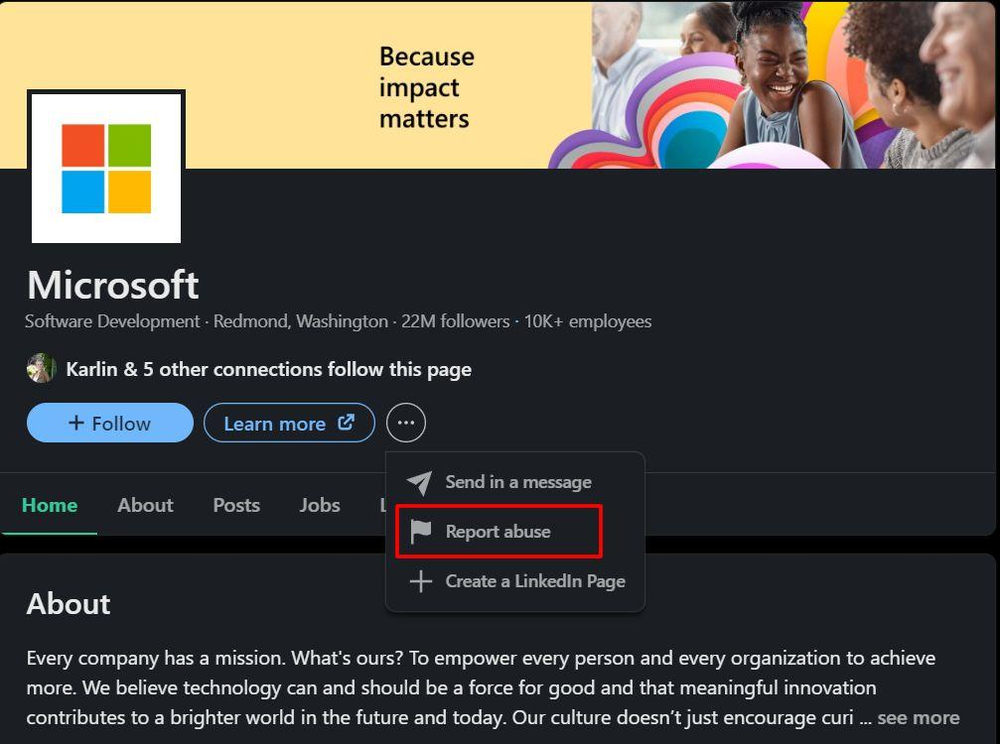 Because
impact
matters
Microsoft
Software Development · Redmond, Washington · 22M followers · 10K+ employees
Karlin & 5 other connections follow this page
+ Follow
Learn more
Send in a message
Home
About
Posts
Jobs
Report abuse
Create a LinkedIn Page
About
Every company has a mission. What's ours? To empower every person and every organization to achieve
more. We believe technology can and should be a force for good and that meaningful innovation
contributes to a brighter world in the future and today. Our culture doesn’t just encourage curi ... see more